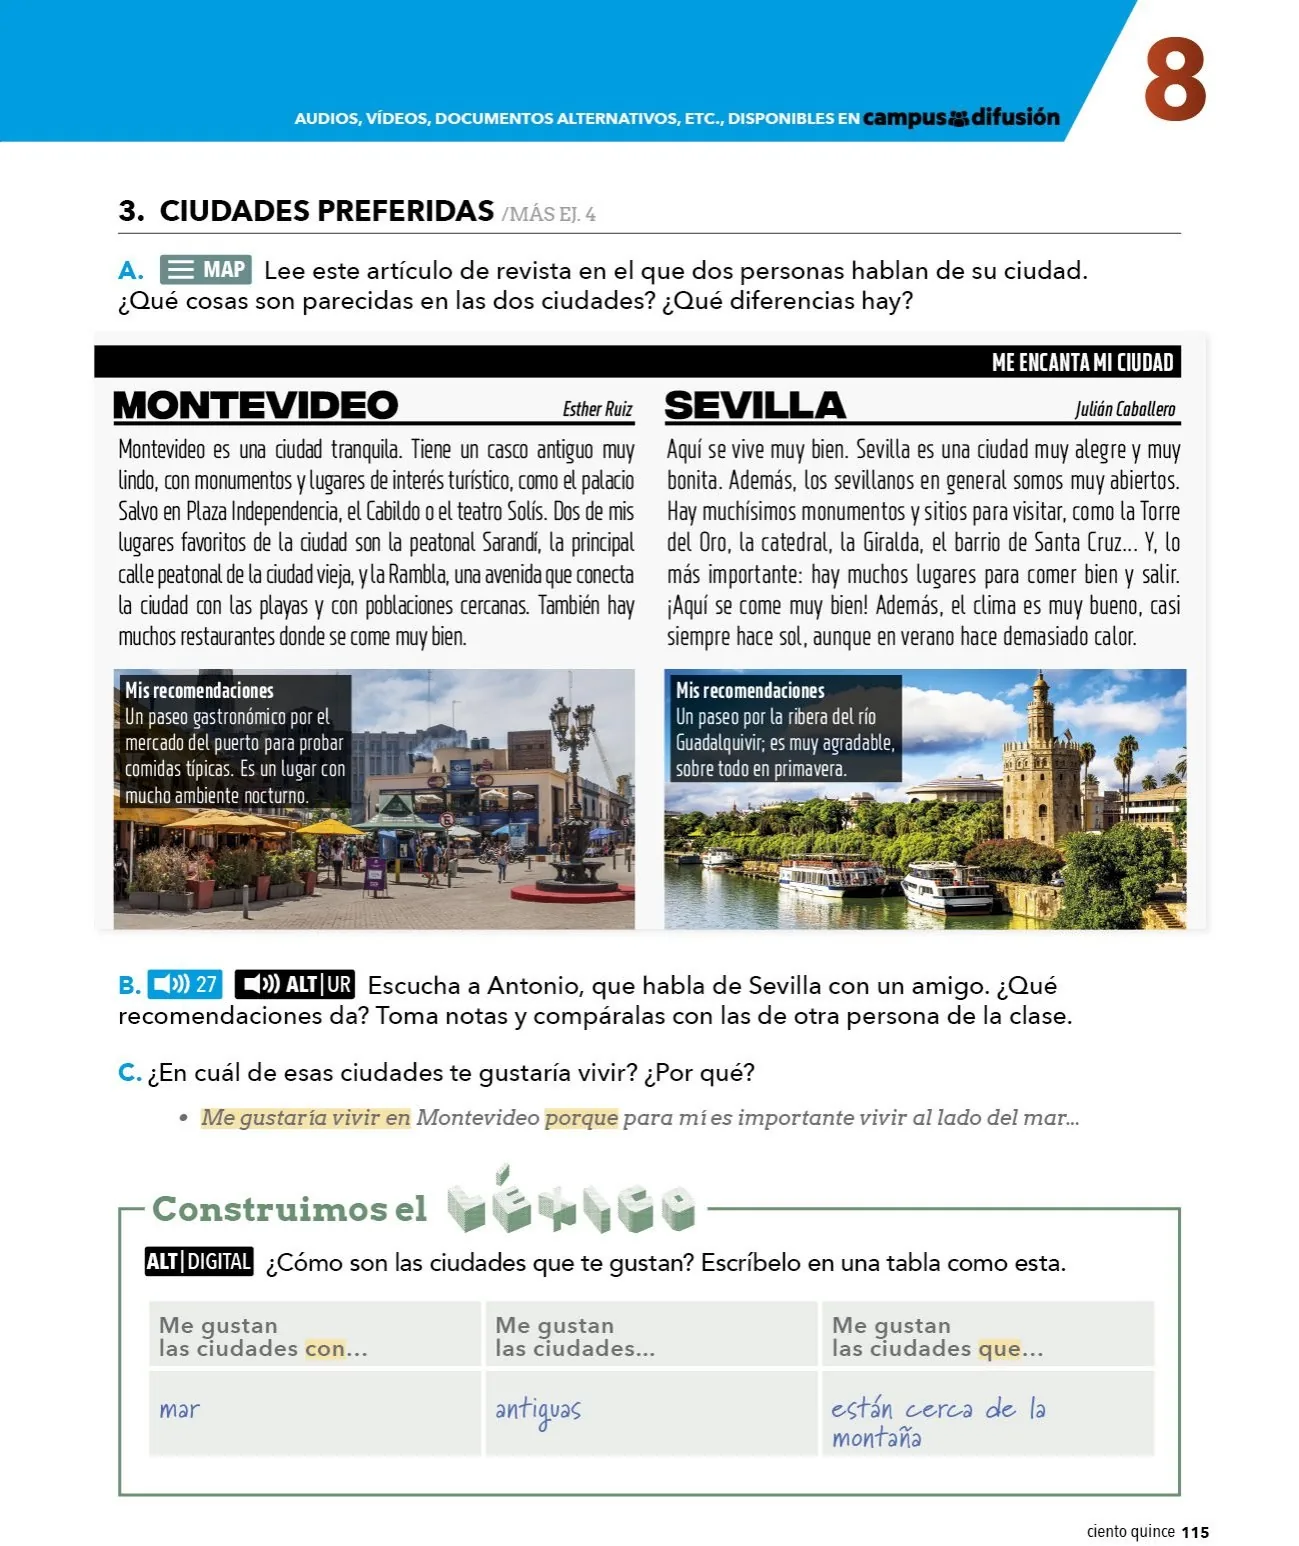 8
AUDIOS, VÍDEOS, DOCUMENTOS ALTERNATIVOS, ETC., DISPONIBLES EN campus difusión
3. CIUDADES PREFERIDAS /MÁS EJ. 4
A. MAP Lee este artículo de revista en el que dos personas hablan de su ciudad.
¿Qué cosas son parecidas en las dos ciudades? ¿Qué diferencias hay?
ME ENCANTA MI CIUDAD
MONTEVIDEO Esther Ruiz
Montevideo es una ciudad tranquila. Tiene un casco antiguo muy
lindo, con monumentos y lugares de interés turístico, como el palacio
Salvo en Plaza Independencia, el Cabildo o el teatro Solís. Dos de mis
lugares favoritos de la ciudad son la peatonal Sarandí, la principal
calle peatonal de la ciudad vieja, y la Rambla, una avenida que conecta
la ciudad con las playas y con poblaciones cercanas. También hay
muchos restaurantes donde se come muy bien.
Mis recomendaciones
Un paseo gastronómico por el
mercado del puerto para probar
comidas típicas. Es un lugar con
mucho ambiente nocturno.
SEVILLA Julián Caballero
Aquí se vive muy bien. Sevilla es una ciudad muy alegre y muy
bonita. Además, los sevillanos en general somos muy abiertos.
Hay muchísimos monumentos y sitios para visitar, como la Torre
del Oro, la catedral, la Giralda, el barrio de Santa Cruz... Y, lo
más importante: hay muchos lugares para comer bien y salir.
¡Aquí se come muy bien! Además, el clima es muy bueno, casi
siempre hace sol, aunque en verano hace demasiado calor.
Mis recomendaciones
Un paseo por la ribera del río
Guadalquivir; es muy agradable,
sobre todo en primavera.
B. 27 ALT|UR Escucha a Antonio, que habla de Sevilla con un amigo. ¿Qué
recomendaciones da? Toma notas y compáralas con las de otra persona de la clase.
C. ¿En cuál de esas ciudades te gustaría vivir? ¿Por qué?
• Me gustaría vivir en Montevideo porque para mí es importante vivir al lado del mar...
Construimos el LÉXICO
ALT|DIGITAL ¿Cómo son las ciudades que te gustan? Escríbelo en una tabla como esta.
Me gustan
las ciudades con...
Me gustan
las ciudades...
Me gustan
las ciudades que...
mar
antiguas
están cerca de la
montaña
ciento quince 115